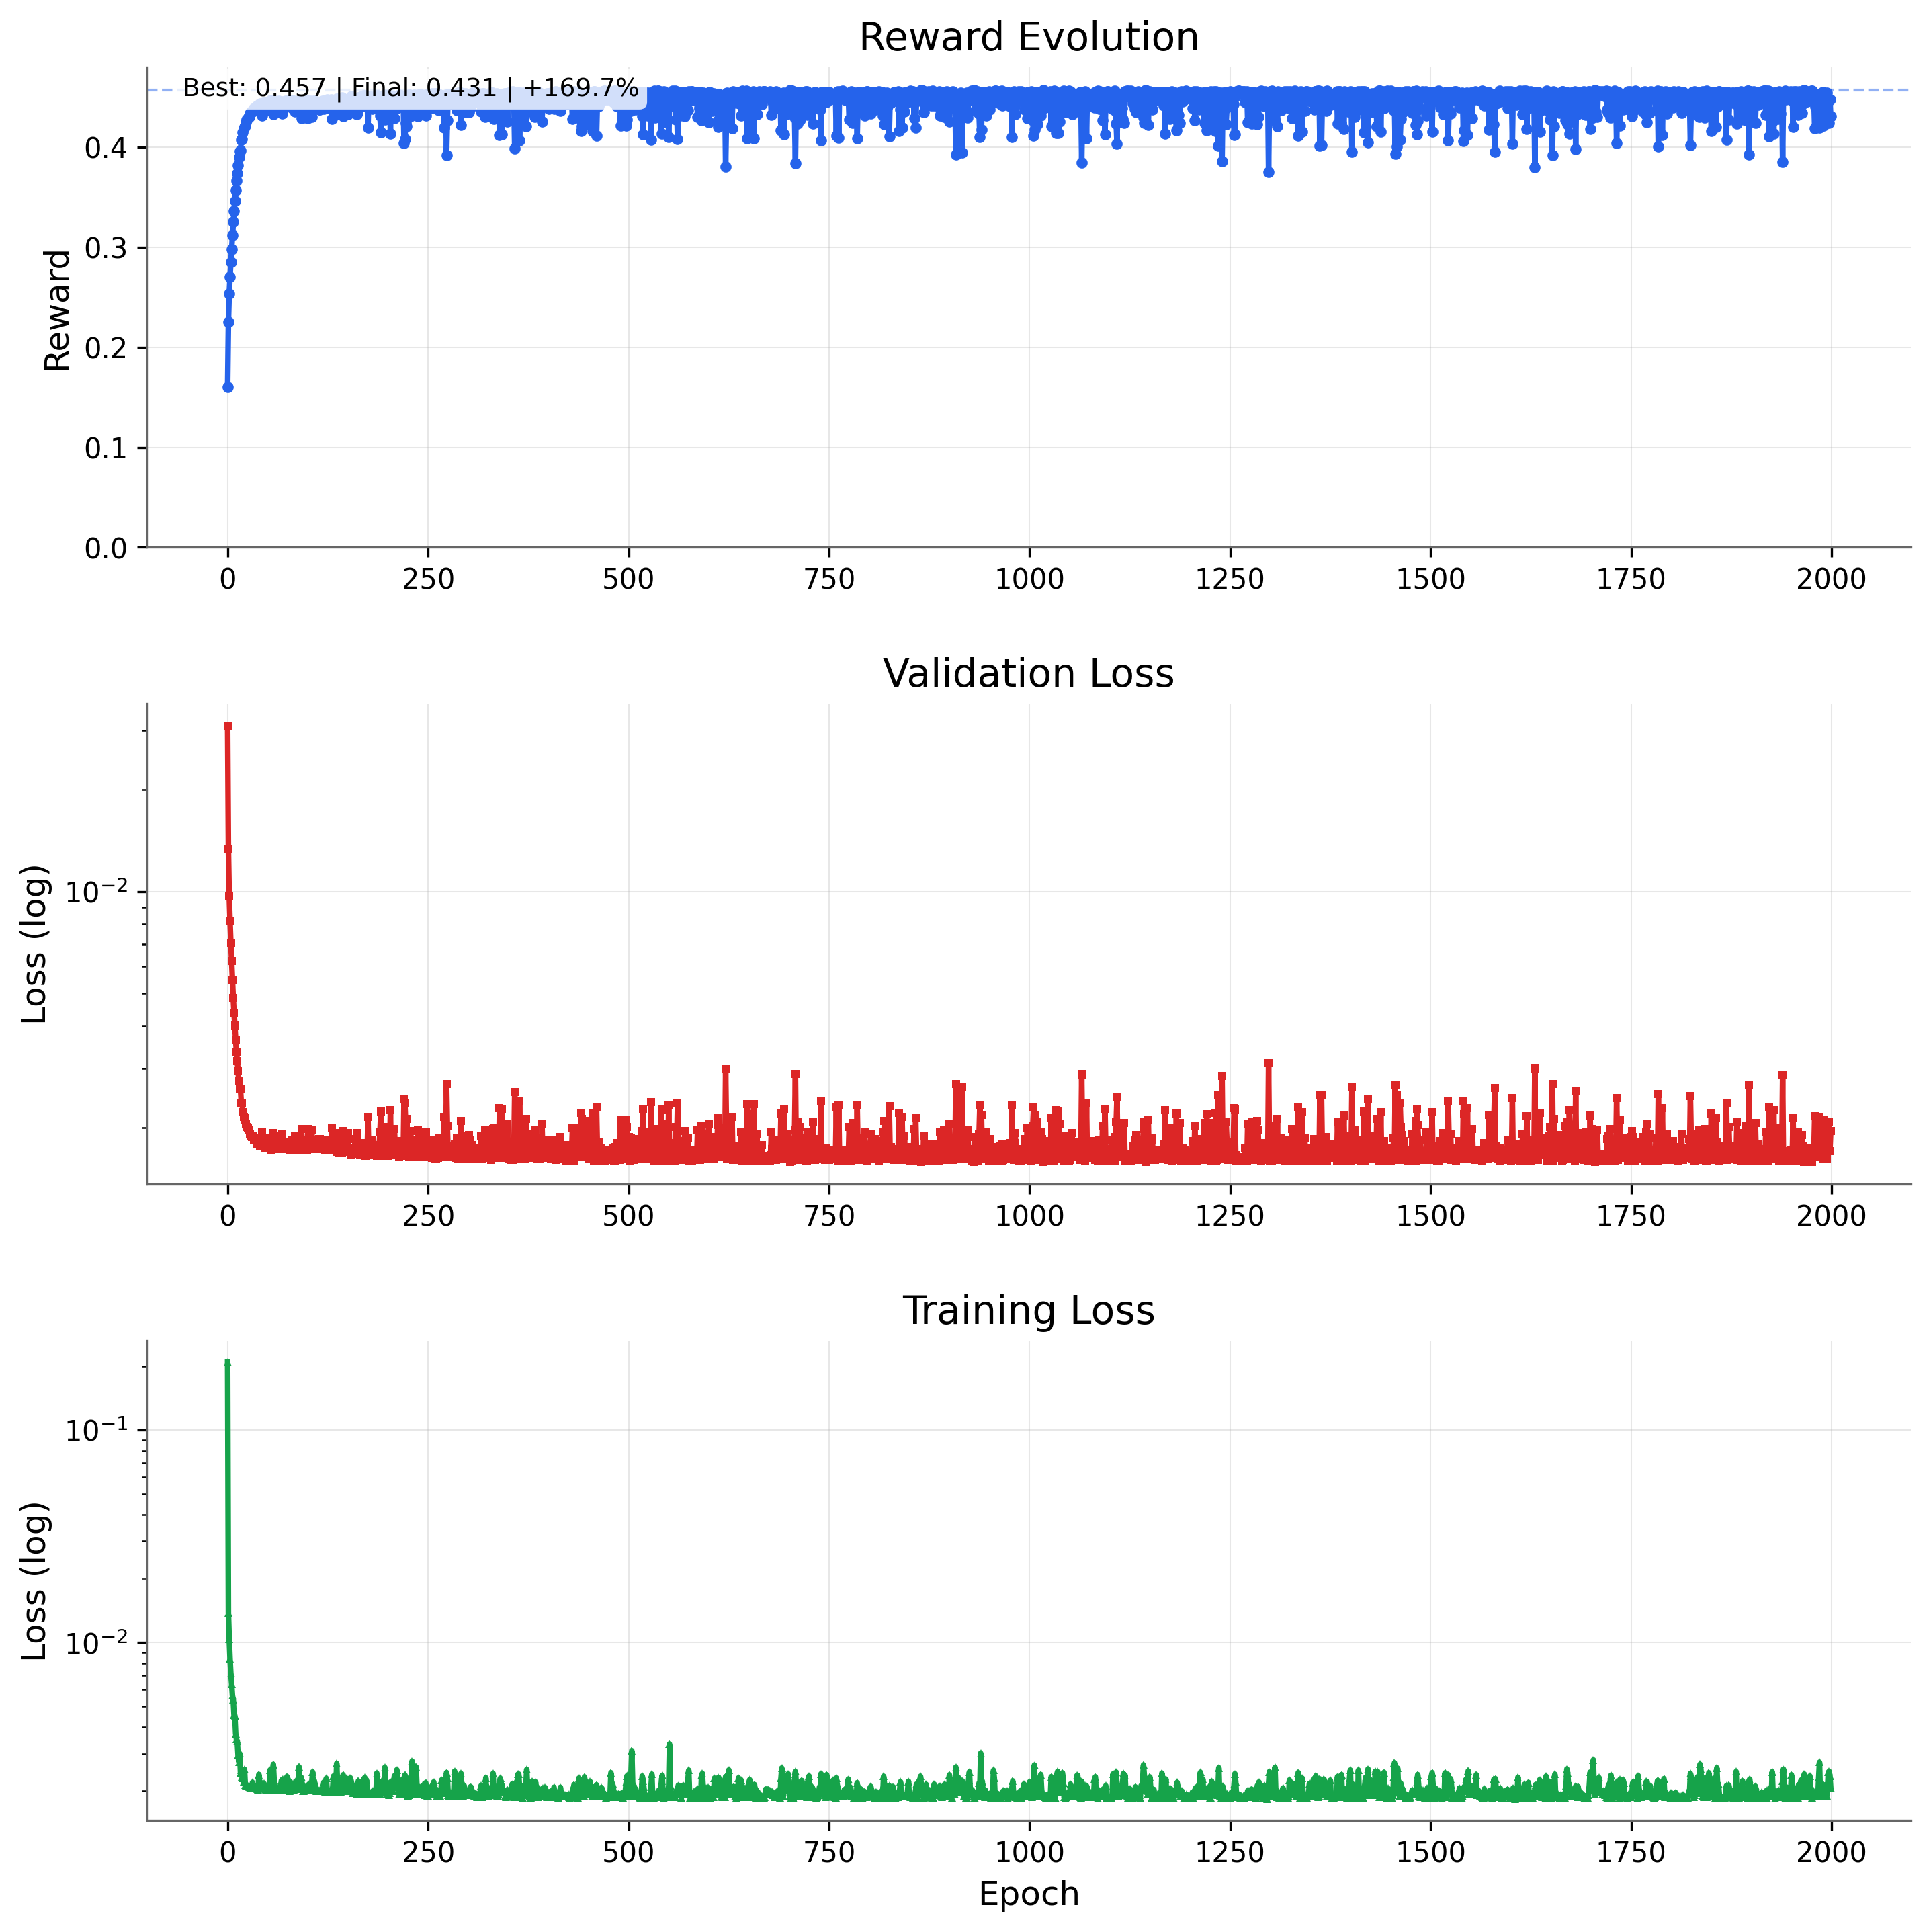 Reward Evolution
Best: 0.457 | Final: 0.431 | +169.7%
Reward
0.4
0.3
0.2
0.1
0.0
0 250 500 750 1000 1250 1500 1750 2000
Validation Loss
Loss (log)
10⁻²
0 250 500 750 1000 1250 1500 1750 2000
Training Loss
Loss (log)
10⁻¹
10⁻²
0 250 500 750 1000 1250 1500 1750 2000
Epoch